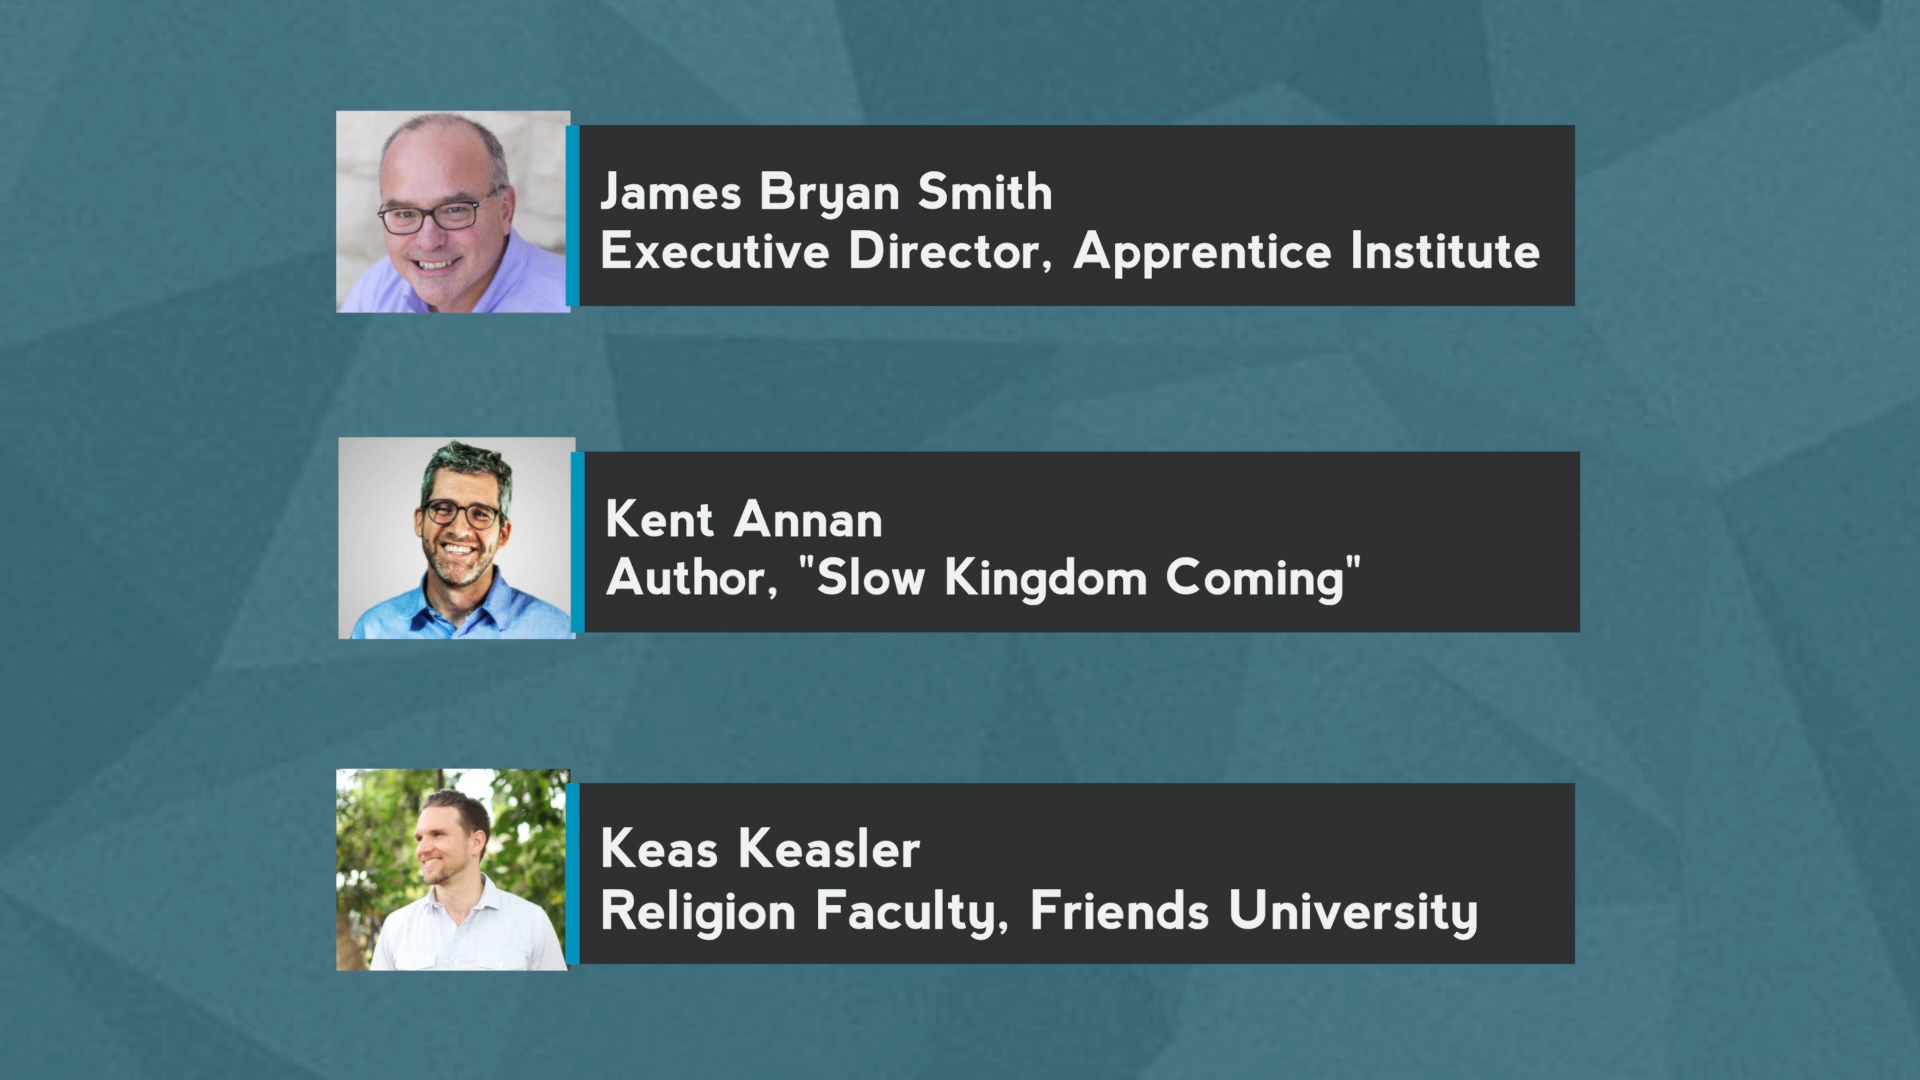 James Bryan Smith
Executive Director, Apprentice Institute
Kent Annan
Author, "Slow Kingdom Coming"
Keas Keasler
Religion Faculty, Friends University